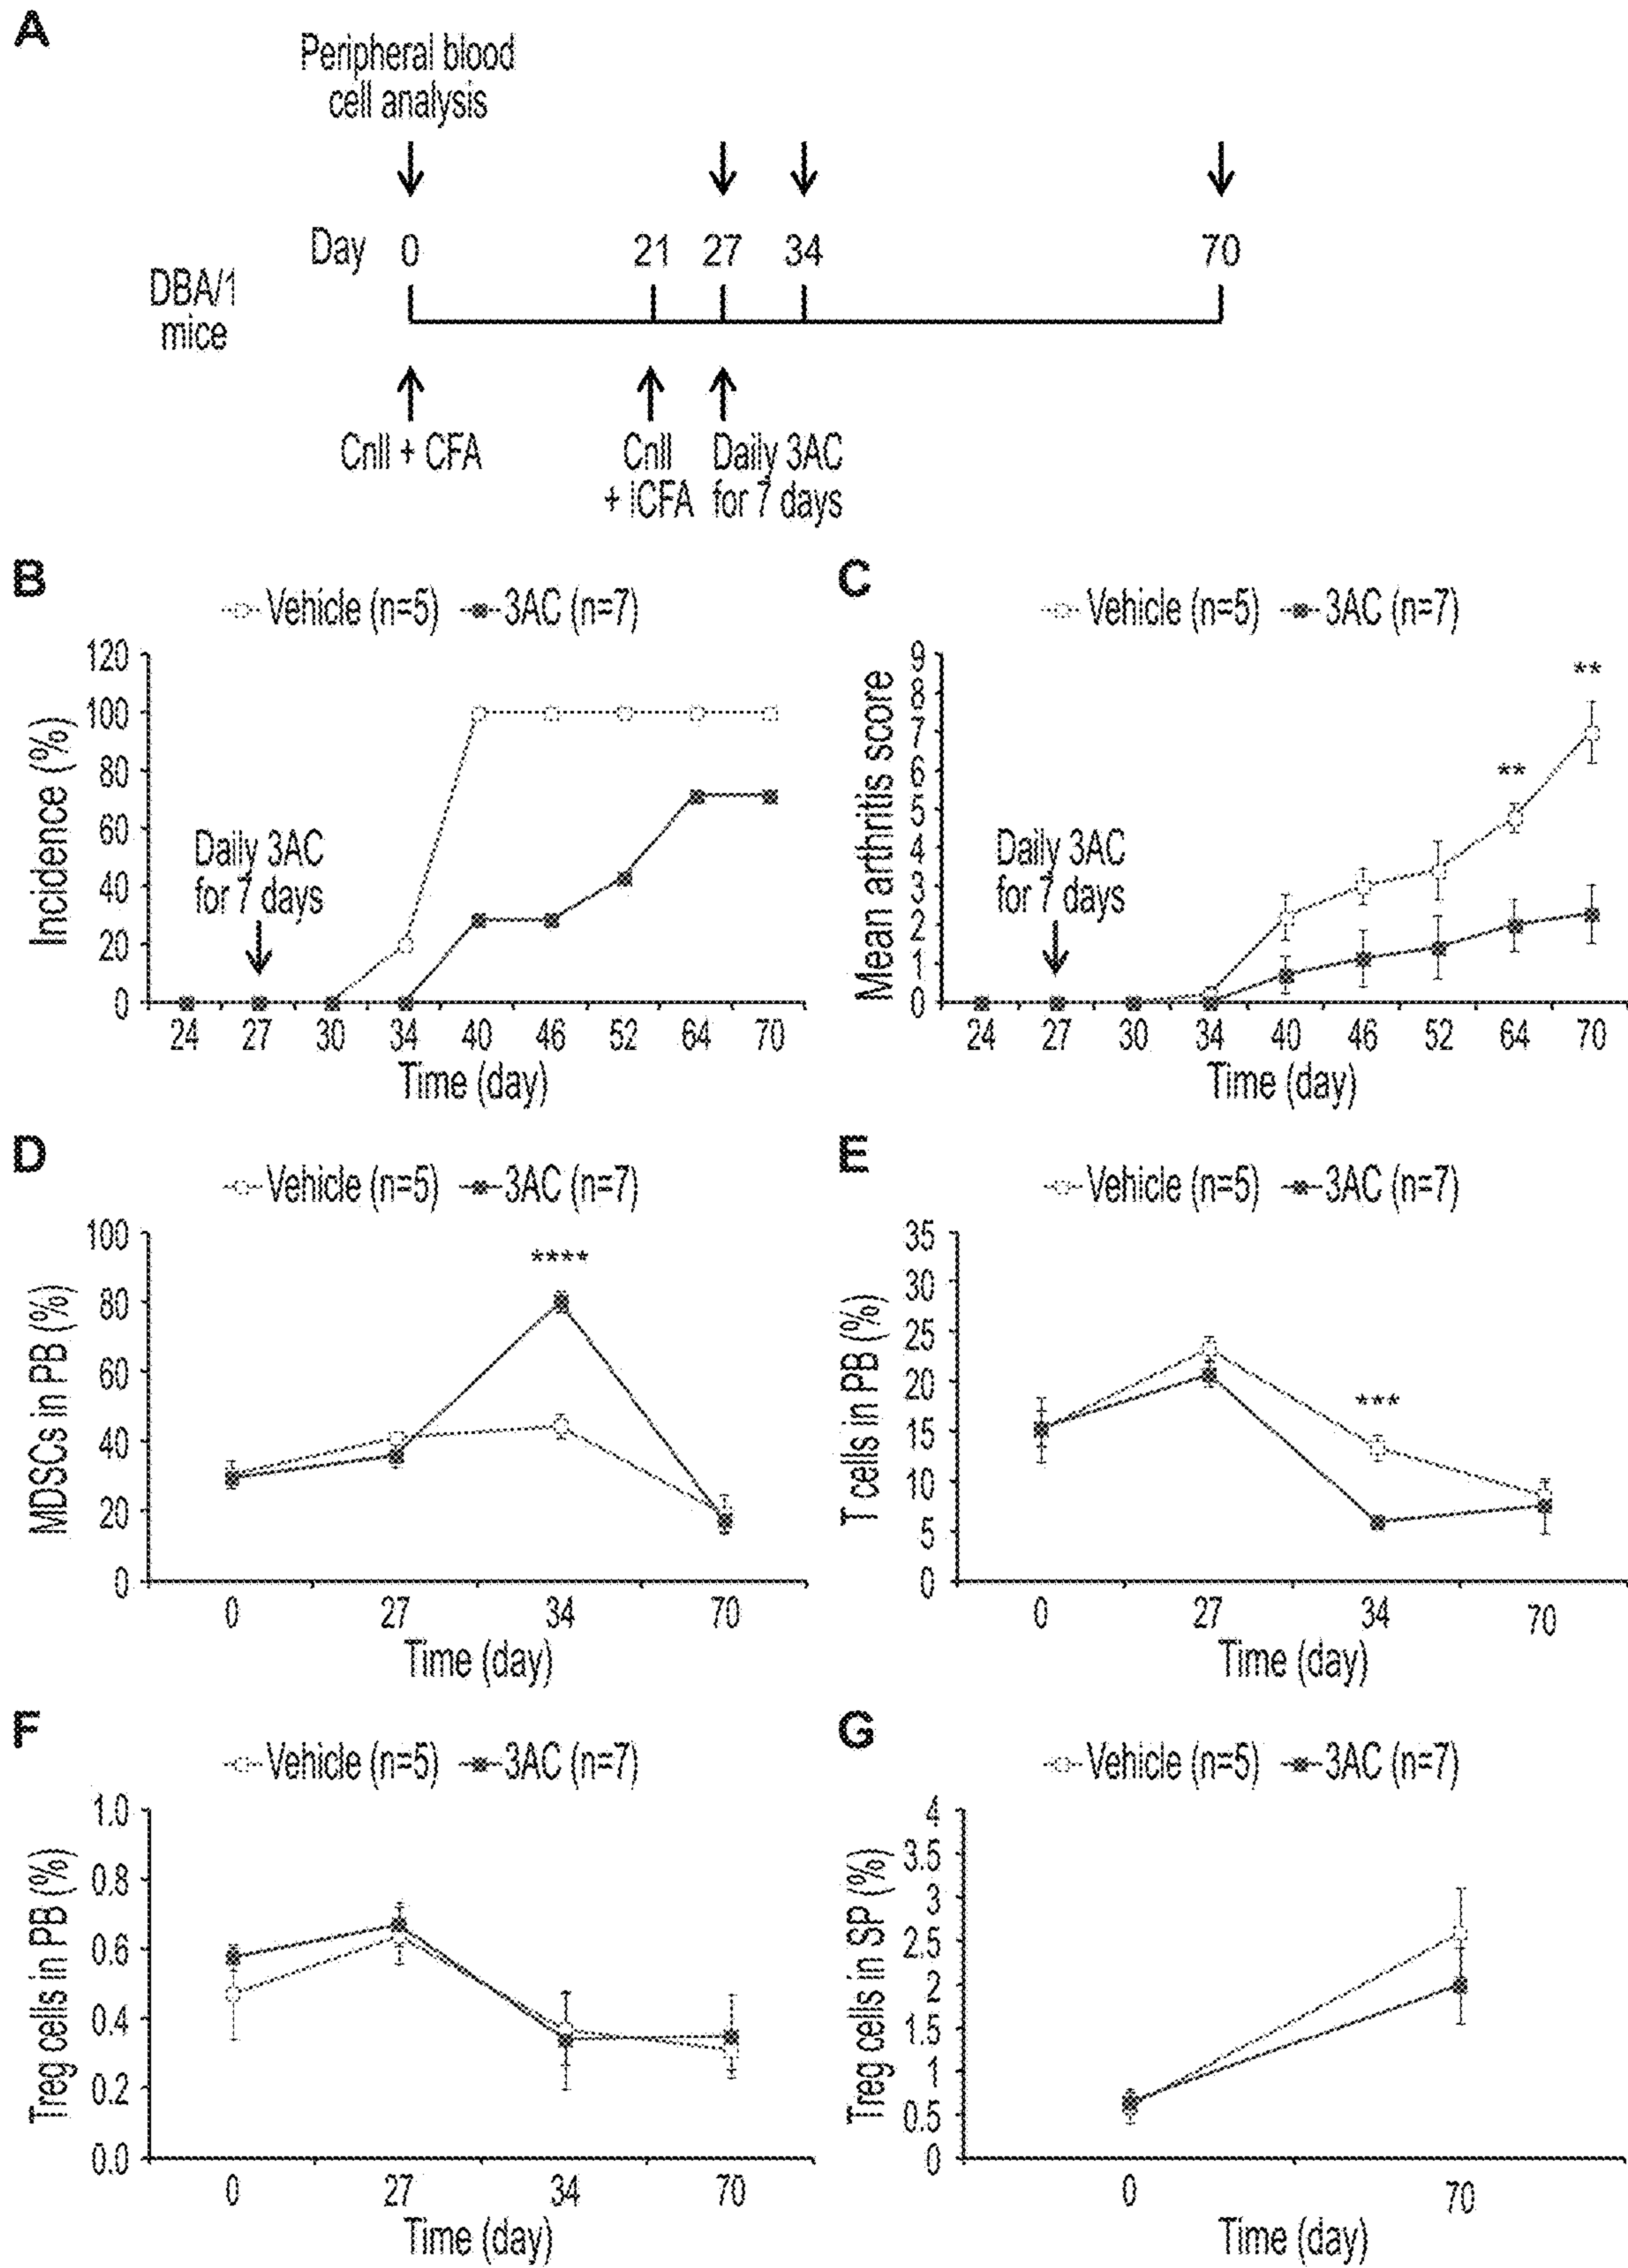 A
Peripheral blood
cell analysis
Day 0 21 27 34 70
DBA/1
mice
CnII + CFA
CnII
+ iCFA
Daily 3AC
for 7 days
B
Vehicle (n=5) 3AC (n=7)
Incidence (%)
120
100
80
60
40
20
0
Daily 3AC
for 7 days
24 27 30 34 40 46 52 64 70
Time (day)
C
Vehicle (n=5) 3AC (n=7)
Mean arthritis score
9
8
7
6
5
4
3
2
1
0
Daily 3AC
for 7 days
**
**
24 27 30 34 40 46 52 64 70
Time (day)
D
Vehicle (n=5) 3AC (n=7)
MDSCs in PB (%)
100
80
60
40
20
0
****
0 27 34 70
Time (day)
E
Vehicle (n=5) 3AC (n=7)
T cells in PB (%)
35
30
25
20
15
10
5
0
***
0 27 34 70
Time (day)
F
Vehicle (n=5) 3AC (n=7)
Treg cells in PB (%)
1.0
0.8
0.6
0.4
0.2
0.0
0 27 34 70
Time (day)
G
Vehicle (n=5) 3AC (n=7)
Treg cells in SP (%)
4
3.5
3
2.5
2
1.5
1
0.5
0
0 70
Time (day)